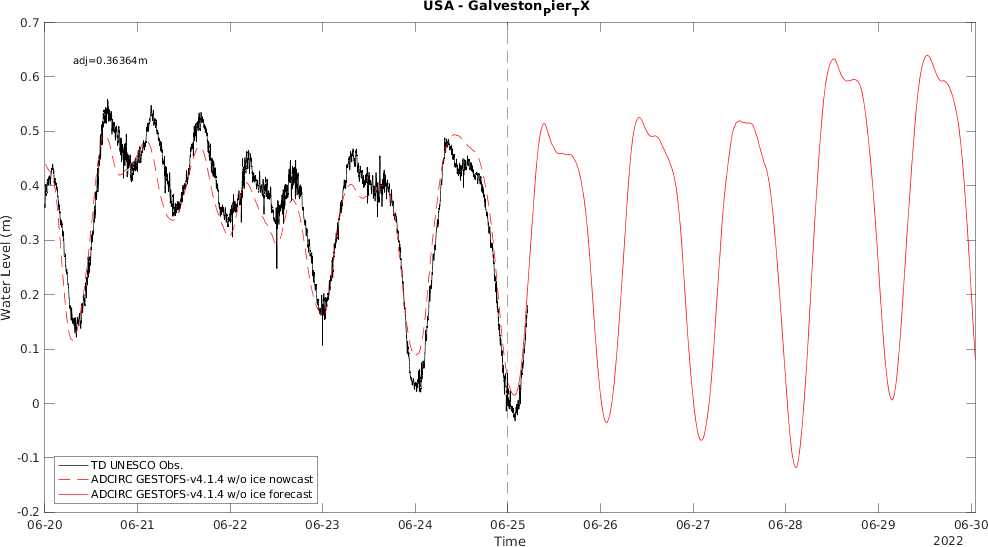 USA - GalvestonPierTX
adj=0.36364m
0.7
0.6
0.5
0.4
0.3
0.2
0.1
0
-0.1
-0.2
Water Level (m)
TD UNESCO Obs.
ADCIRC GESTOFS-v4.1.4 w/o ice nowcast
ADCIRC GESTOFS-v4.1.4 w/o ice forecast
06-20 06-21 06-22 06-23 06-24 06-25 06-26 06-27 06-28 06-29 06-30
Time
2022